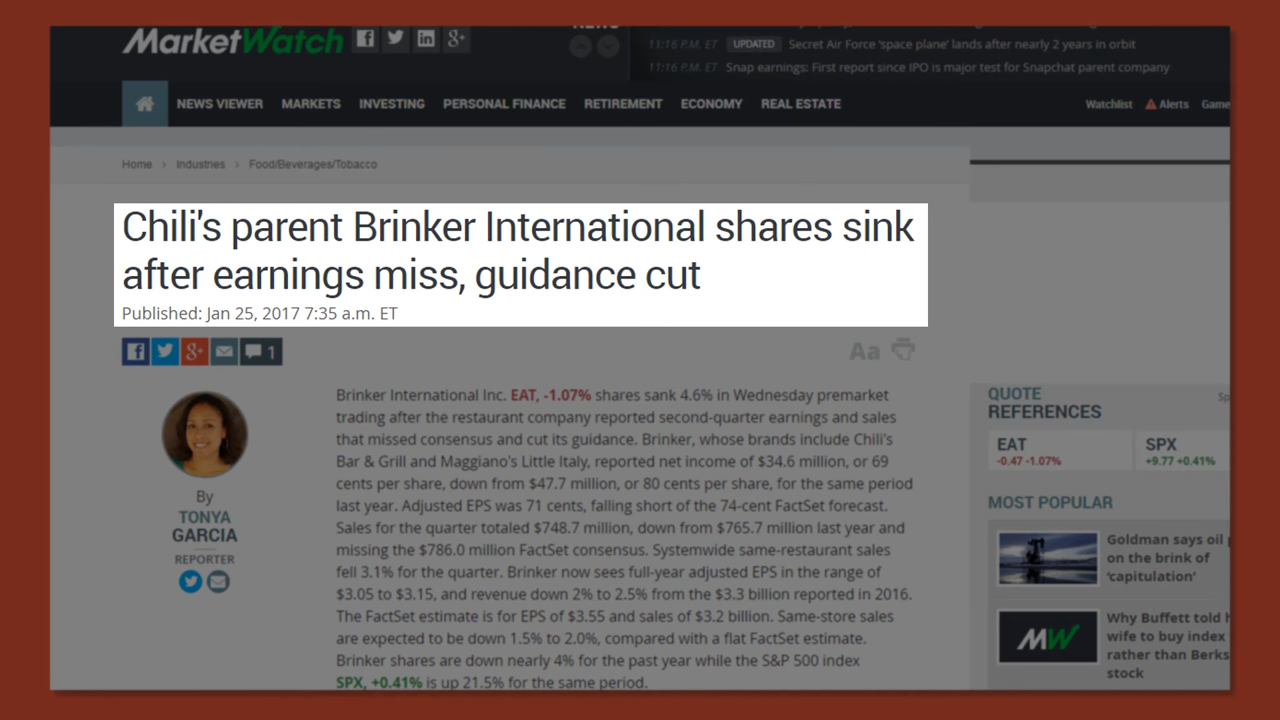 MarketWatch
11:16 P.M. ET UPDATED Secret Air Force 'space plane' lands after nearly 2 years in orbit
11:16 P.M. ET Snap earnings: First report since IPO is major test for Snapchat parent company
NEWS VIEWER MARKETS INVESTING PERSONAL FINANCE RETIREMENT ECONOMY REAL ESTATE Watchlist Alerts Game
Home > Industries > Food/Beverages/Tobacco
Chili's parent Brinker International shares sink
after earnings miss, guidance cut
Published: Jan 25, 2017 7:35 a.m. ET
1
Aa
By
TONYA
GARCIA
REPORTER
Brinker International Inc. EAT, -1.07% shares sank 4.6% in Wednesday premarket
trading after the restaurant company reported second-quarter earnings and sales
that missed consensus and cut its guidance. Brinker, whose brands include Chili's
Bar & Grill and Maggiano's Little Italy, reported net income of $34.6 million, or 69
cents per share, down from $47.7 million, or 80 cents per share, for the same period
last year. Adjusted EPS was 71 cents, falling short of the 74-cent FactSet forecast.
Sales for the quarter totaled $748.7 million, down from $765.7 million last year and
missing the $786.0 million FactSet consensus. Systemwide same-restaurant sales
fell 3.1% for the quarter. Brinker now sees full-year adjusted EPS in the range of
$3.05 to $3.15, and revenue down 2% to 2.5% from the $3.3 billion reported in 2016.
The FactSet estimate is for EPS of $3.55 and sales of $3.2 billion. Same-store sales
are expected to be down 1.5% to 2.0%, compared with a flat FactSet estimate.
Brinker shares are down nearly 4% for the past year while the S&P 500 index
SPX, +0.41% is up 21.5% for the same period.
QUOTE
REFERENCES
EAT
-0.47 -1.07%
SPX
+9.77 +0.41%
MOST POPULAR
Goldman says oil
on the brink of
'capitulation'
MW
Why Buffett told
wife to buy index
rather than Berks
stock